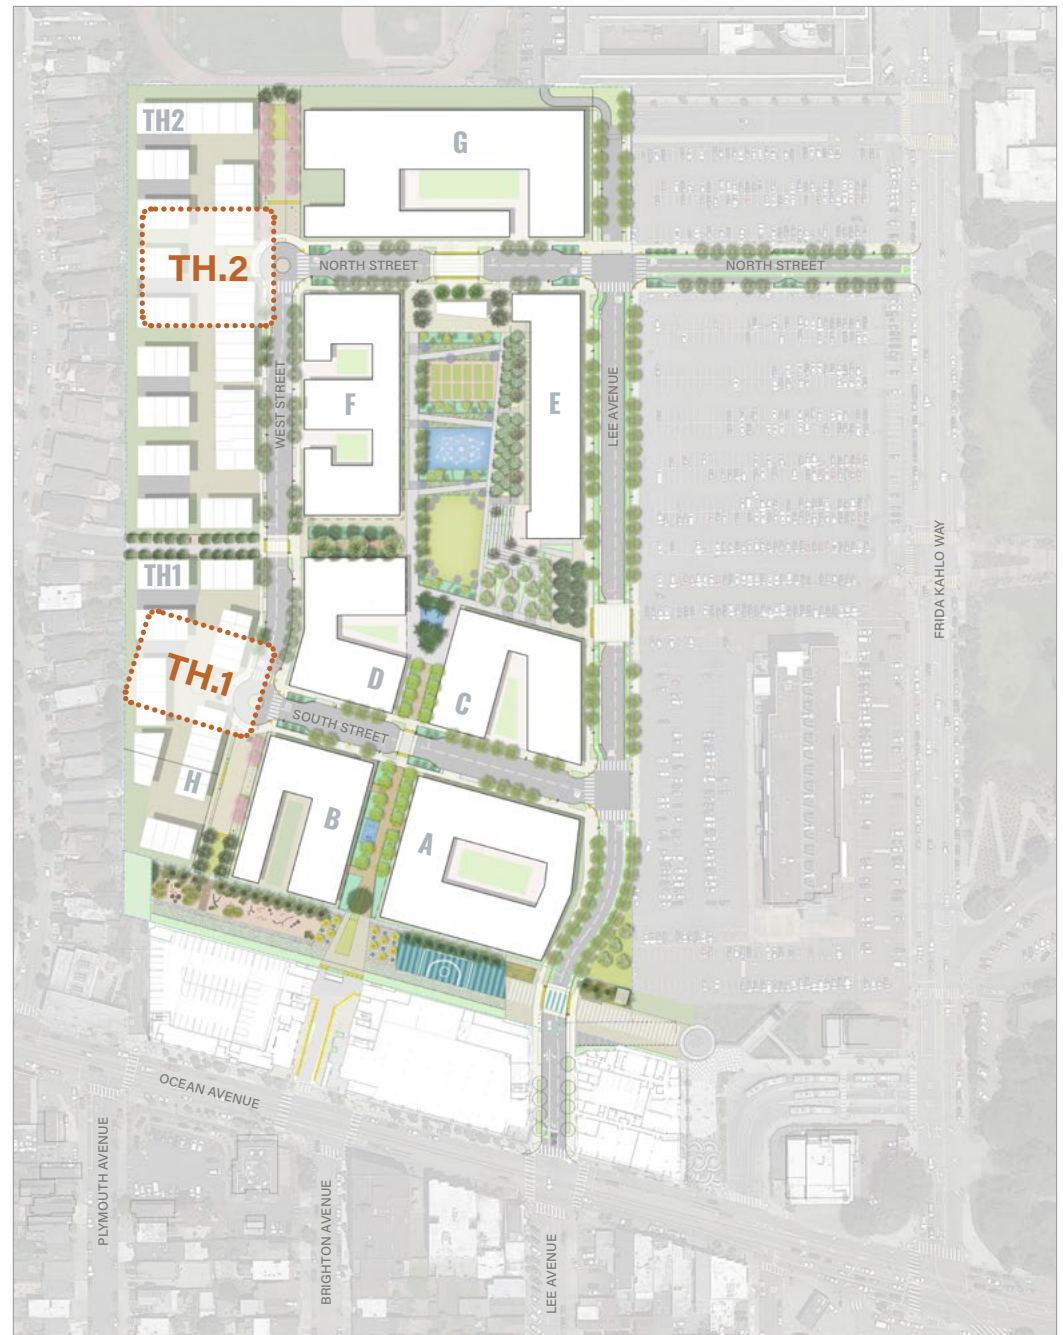 TH2
G
TH.2
NORTH STREET
NORTH STREET
WEST STREET
F
E
LEE AVENUE
FRIDA KAHLO WAY
TH1
TH.1
D
C
SOUTH STREET
H
B
A
OCEAN AVENUE
PLYMOUTH AVENUE
BRIGHTON AVENUE
LEE AVENUE